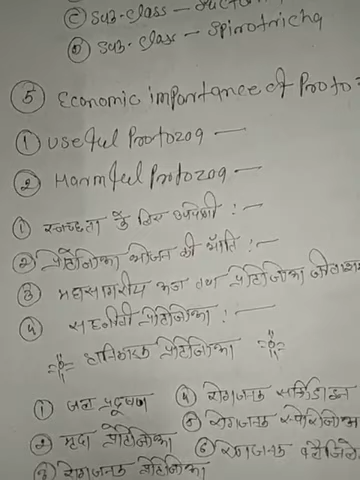 C Sub-class —
D Sub-class — Spirotricha
5 Economic importance of Proto
1 Useful Protozoa —
2 Harmful Protozoa —
1 स्वच्छता के लिए उपयोगी :—
2 प्रोटोजोआ भोजन की भाँति :—
3 महासागरीय तथा प्रोटोजोआ
4 सहजीवी प्रोटोजोआ :—
हानिकारक प्रोटोजोआ
1 जल प्रदूषण 4 रोगजनक
2 मृदा प्रोटोजोआ 5 रोगजनक
3 रोगजनक 6 रोगजनक